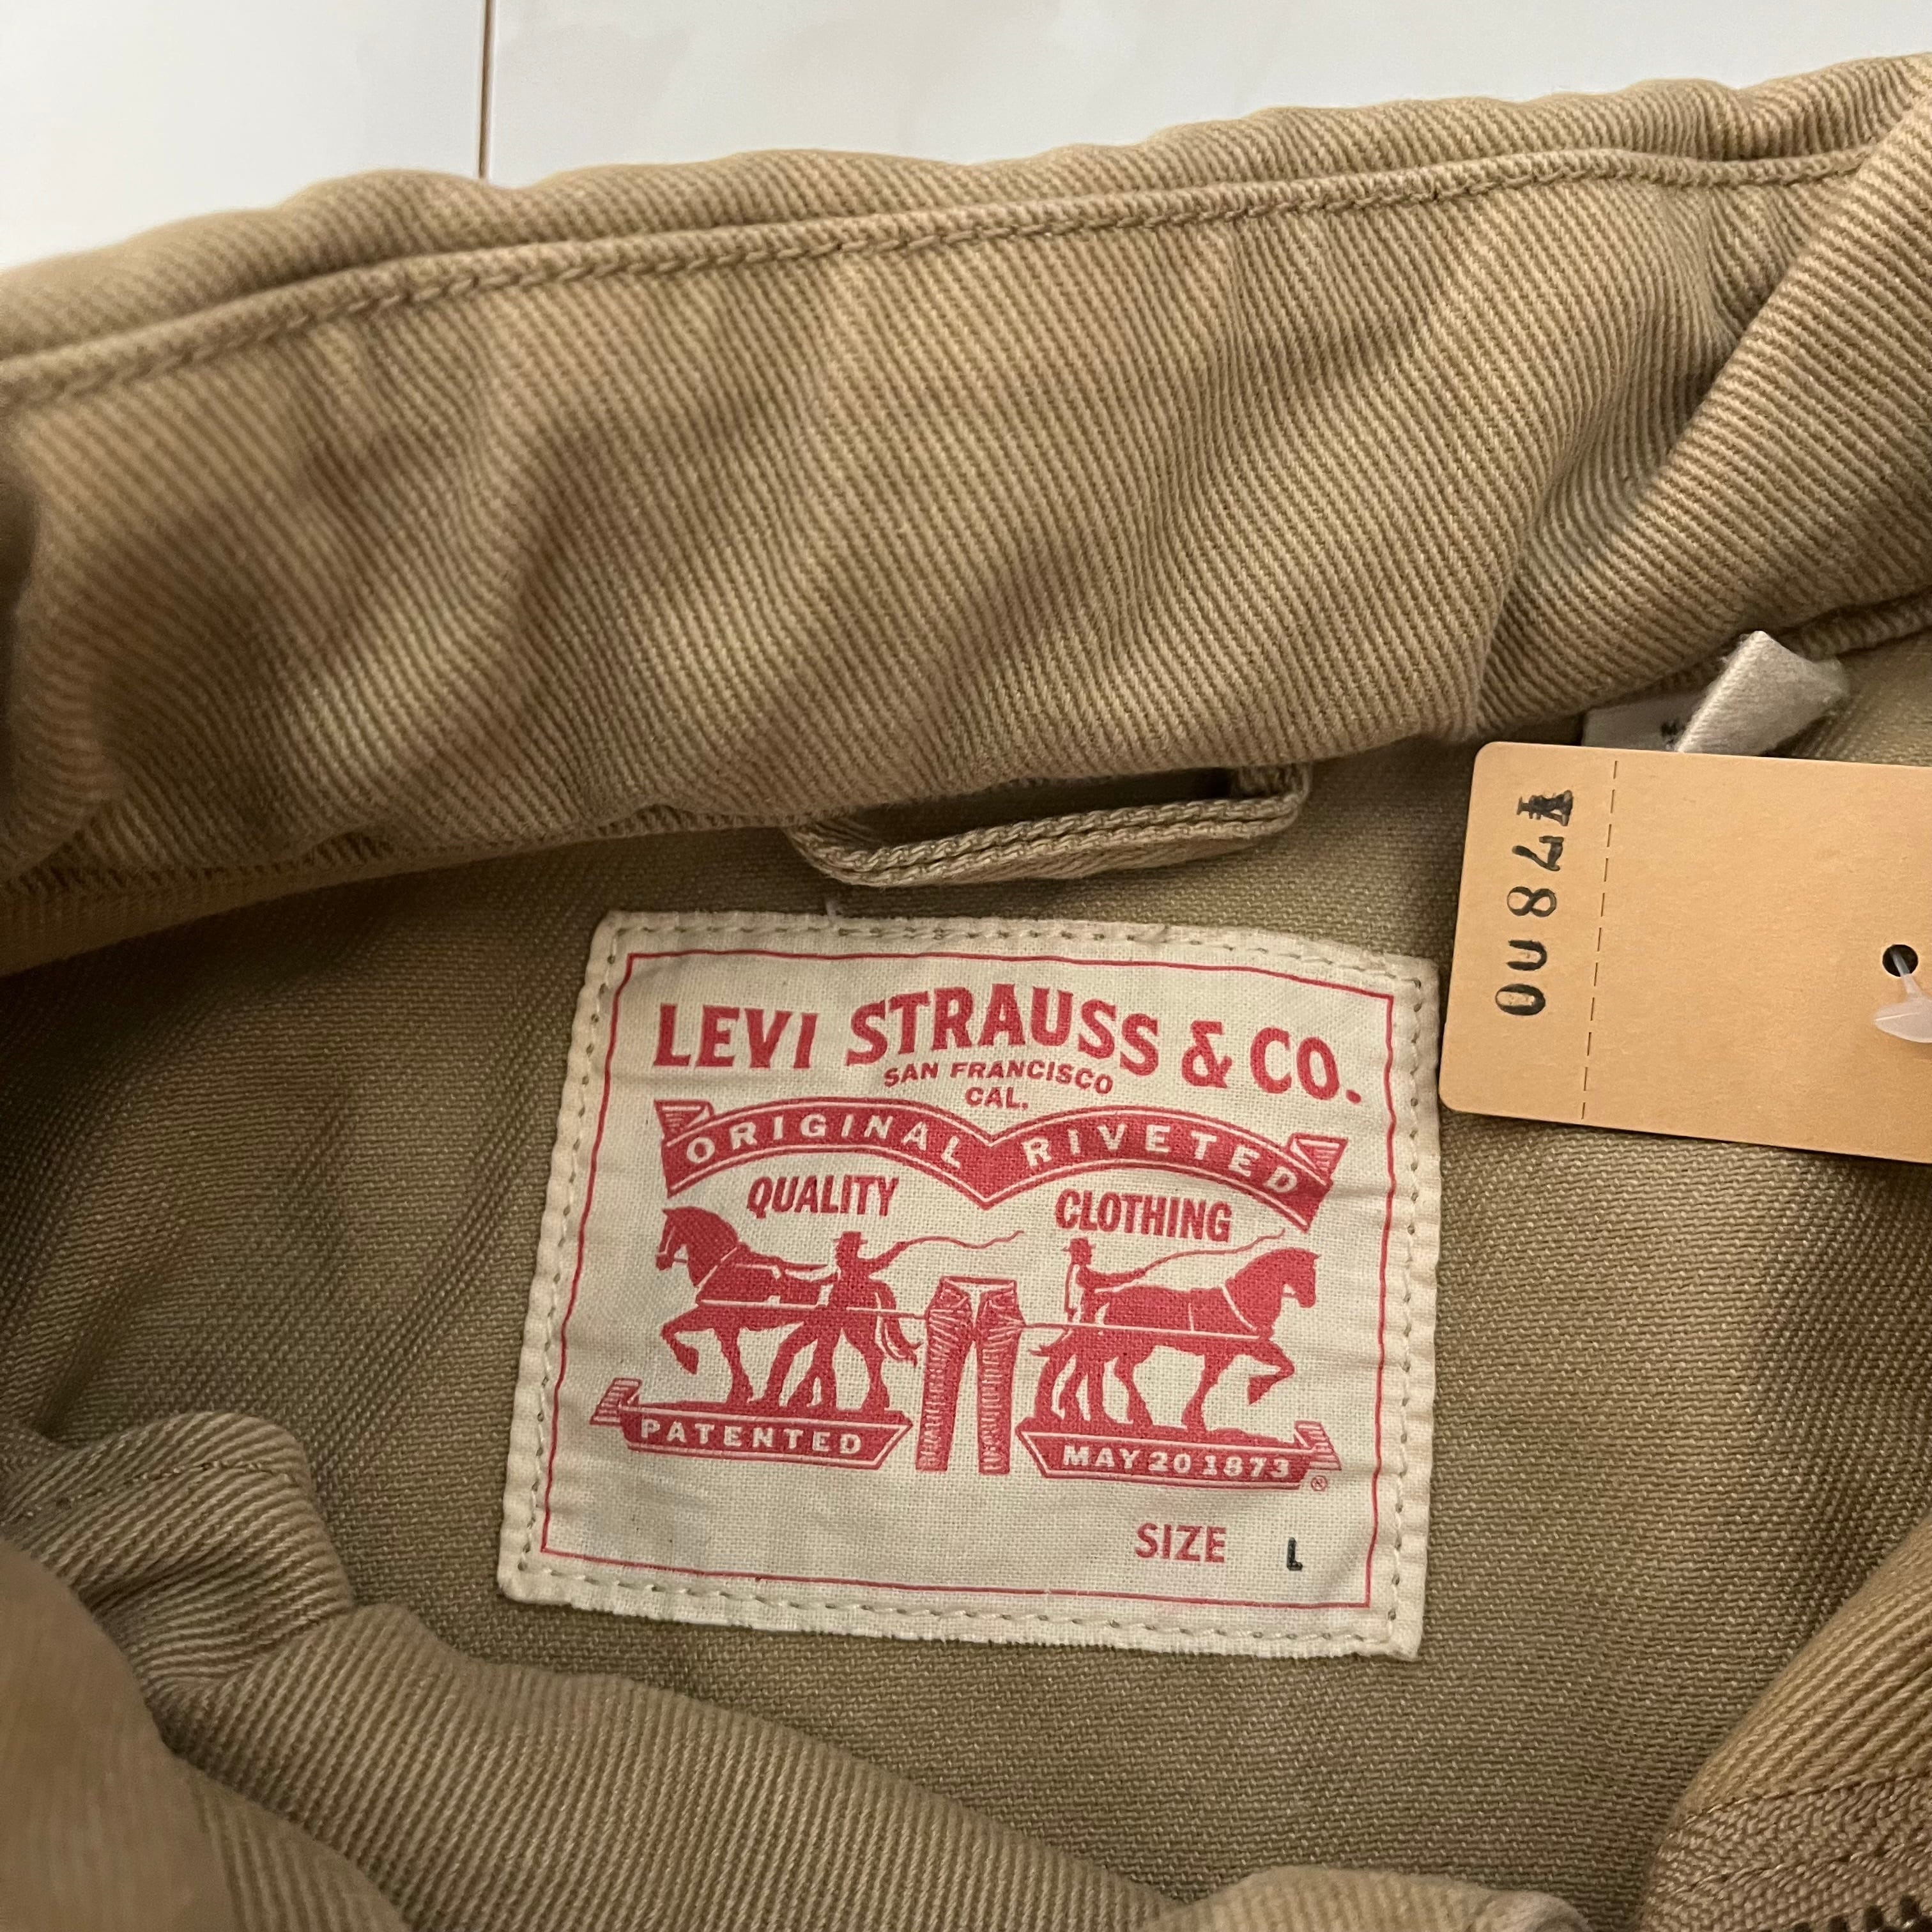 LEVI STRAUSS & CO.
SAN FRANCISCO
CAL.
ORIGINAL RIVETED
QUALITY CLOTHING
PATENTED MAY 20 1873
®
SIZE L